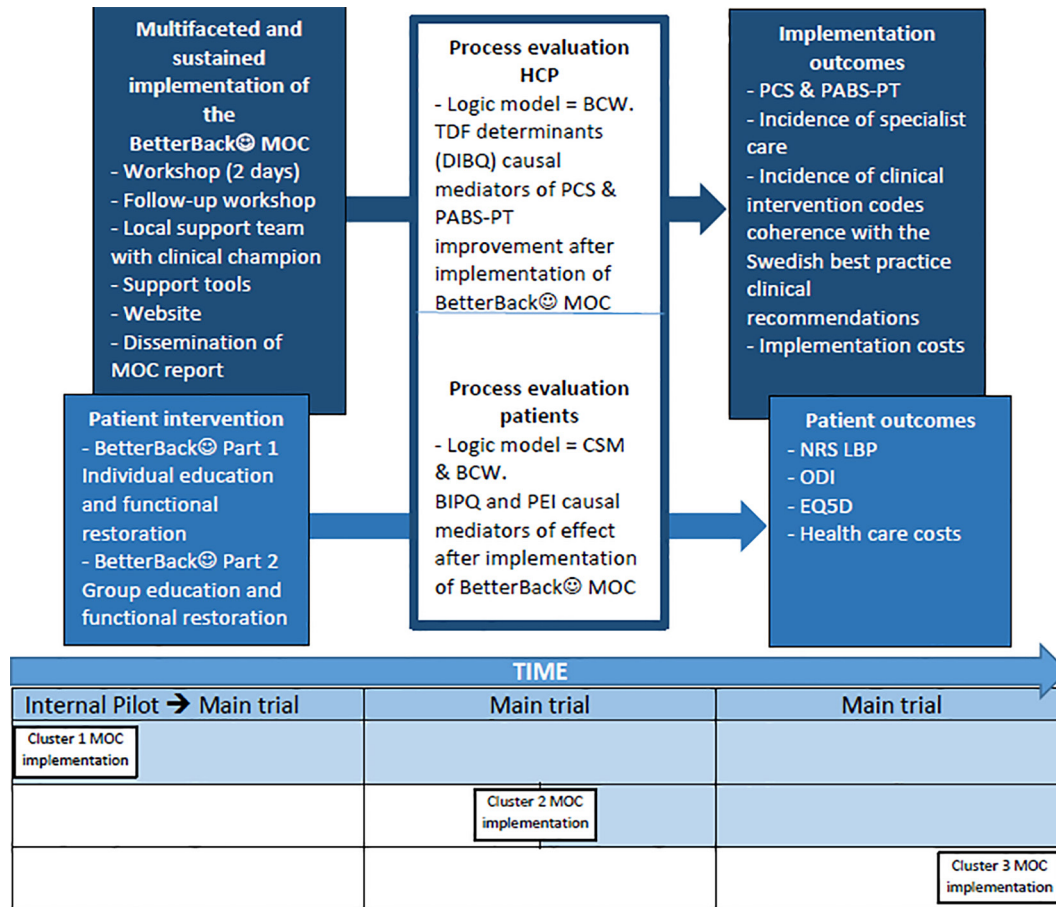 Multifaceted and
sustained
implementation of
the
BetterBack☺ MOC
- Workshop (2 days)
- Follow-up workshop
- Local support team
with clinical champion
- Support tools
- Website
- Dissemination of
MOC report
Patient intervention
- BetterBack☺ Part 1
Individual education
and functional
restoration
- BetterBack☺ Part 2
Group education and
functional restoration
Process evaluation
HCP
- Logic model = BCW.
TDF determinants
(DIBQ) causal
mediators of PCS &
PABS-PT
improvement after
implementation of
BetterBack☺ MOC
Process evaluation
patients
- Logic model = CSM
& BCW.
BIPQ and PEI causal
mediators of effect
after implementation
of BetterBack☺ MOC
Implementation
outcomes
- PCS & PABS-PT
- Incidence of specialist
care
- Incidence of clinical
intervention codes
coherence with the
Swedish best practice
clinical
recommendations
- Implementation costs
Patient outcomes
- NRS LBP
- ODI
- EQ5D
- Health care costs
TIME
Internal Pilot ➔ Main trial
Main trial
Main trial
Cluster 1 MOC
implementation
Cluster 2 MOC
implementation
Cluster 3 MOC
implementation